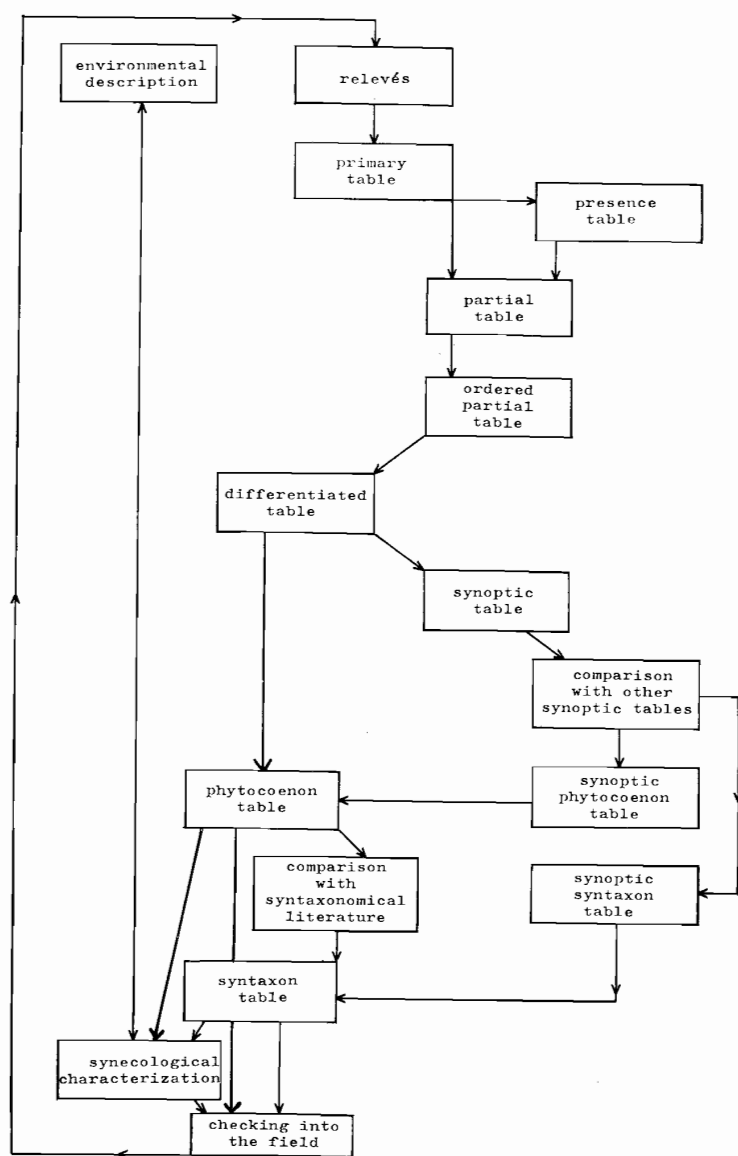 environmental
description
relevés
primary
table
presence
table
partial
table
ordered
partial
table
differentiated
table
synoptic
table
comparison
with other
synoptic tables
phytocoenon
table
synoptic
phytocoenon
table
comparison
with
syntaxonomical
literature
synoptic
syntaxon
table
syntaxon
table
synecological
characterization
checking into
the field